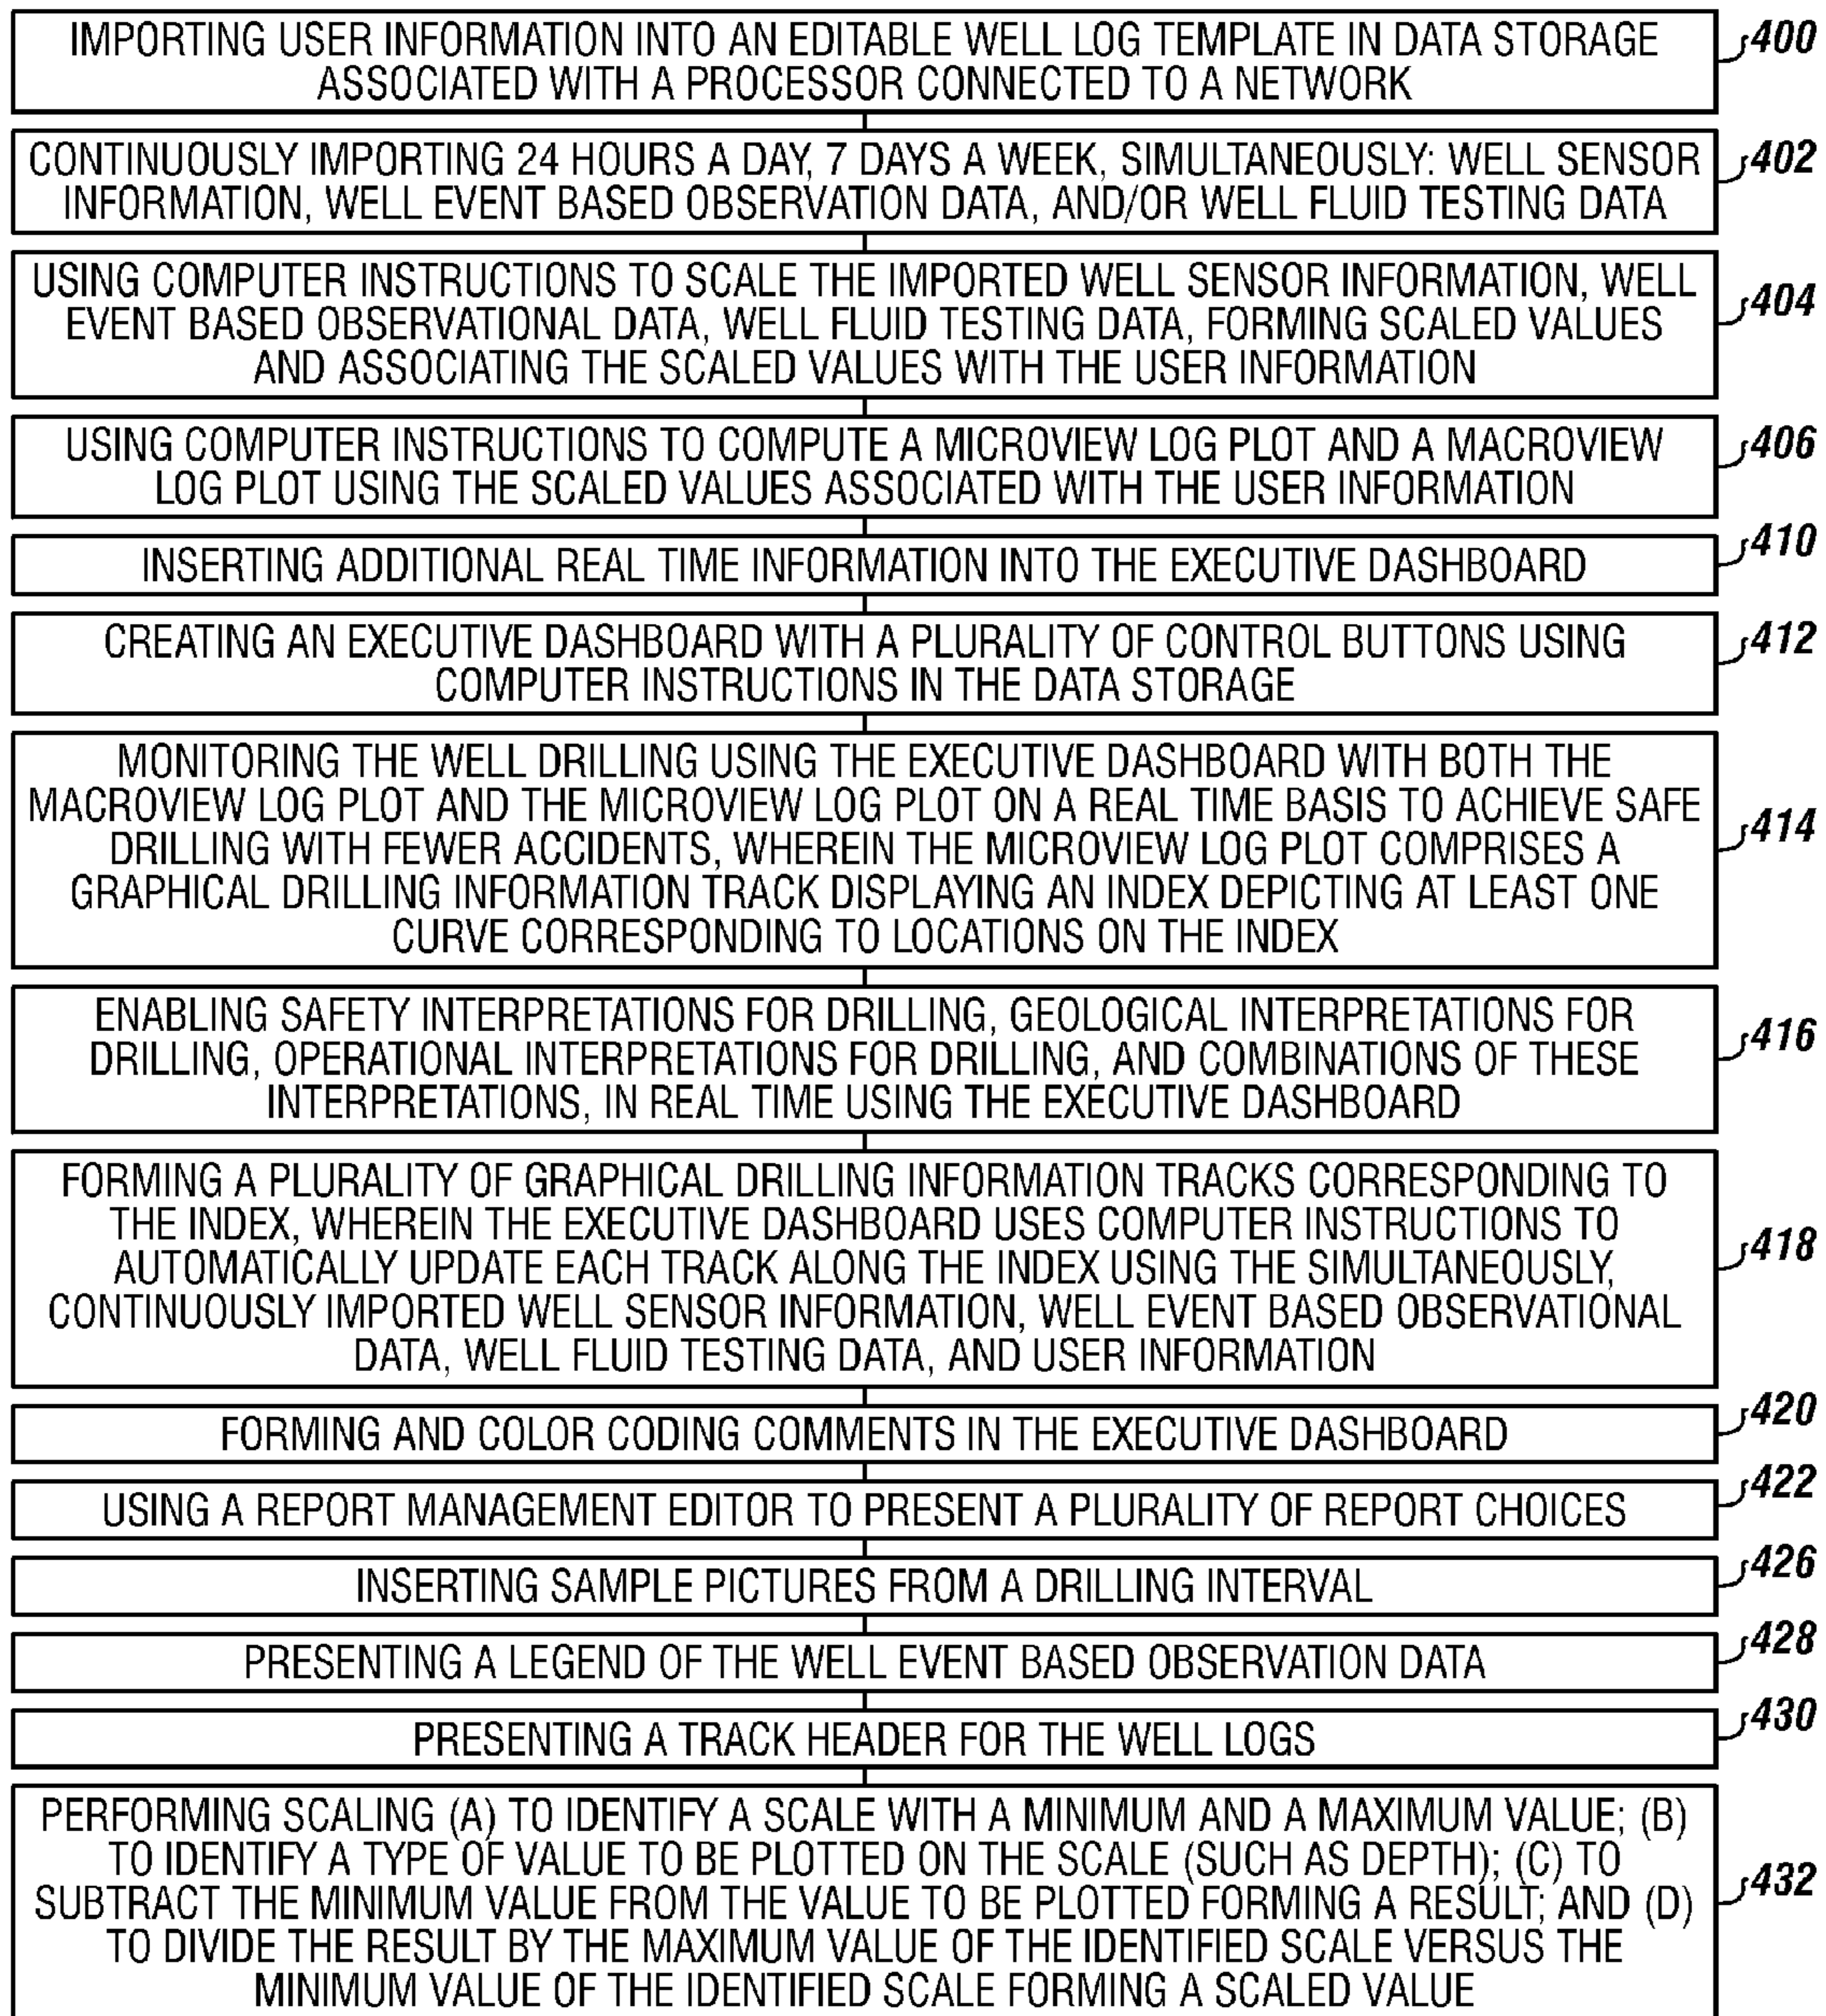 IMPORTING USER INFORMATION INTO AN EDITABLE WELL LOG TEMPLATE IN DATA STORAGE
ASSOCIATED WITH A PROCESSOR CONNECTED TO A NETWORK
400
CONTINUOUSLY IMPORTING 24 HOURS A DAY, 7 DAYS A WEEK, SIMULTANEOUSLY: WELL SENSOR
INFORMATION, WELL EVENT BASED OBSERVATION DATA, AND/OR WELL FLUID TESTING DATA
402
USING COMPUTER INSTRUCTIONS TO SCALE THE IMPORTED WELL SENSOR INFORMATION, WELL
EVENT BASED OBSERVATIONAL DATA, WELL FLUID TESTING DATA, FORMING SCALED VALUES
AND ASSOCIATING THE SCALED VALUES WITH THE USER INFORMATION
404
USING COMPUTER INSTRUCTIONS TO COMPUTE A MICROVIEW LOG PLOT AND A MACROVIEW
LOG PLOT USING THE SCALED VALUES ASSOCIATED WITH THE USER INFORMATION
406
INSERTING ADDITIONAL REAL TIME INFORMATION INTO THE EXECUTIVE DASHBOARD
410
CREATING AN EXECUTIVE DASHBOARD WITH A PLURALITY OF CONTROL BUTTONS USING
COMPUTER INSTRUCTIONS IN THE DATA STORAGE
412
MONITORING THE WELL DRILLING USING THE EXECUTIVE DASHBOARD WITH BOTH THE
MACROVIEW LOG PLOT AND THE MICROVIEW LOG PLOT ON A REAL TIME BASIS TO ACHIEVE SAFE
DRILLING WITH FEWER ACCIDENTS, WHEREIN THE MICROVIEW LOG PLOT COMPRISES A
GRAPHICAL DRILLING INFORMATION TRACK DISPLAYING AN INDEX DEPICTING AT LEAST ONE
CURVE CORRESPONDING TO LOCATIONS ON THE INDEX
414
ENABLING SAFETY INTERPRETATIONS FOR DRILLING, GEOLOGICAL INTERPRETATIONS FOR
DRILLING, OPERATIONAL INTERPRETATIONS FOR DRILLING, AND COMBINATIONS OF THESE
INTERPRETATIONS, IN REAL TIME USING THE EXECUTIVE DASHBOARD
416
FORMING A PLURALITY OF GRAPHICAL DRILLING INFORMATION TRACKS CORRESPONDING TO
THE INDEX, WHEREIN THE EXECUTIVE DASHBOARD USES COMPUTER INSTRUCTIONS TO
AUTOMATICALLY UPDATE EACH TRACK ALONG THE INDEX USING THE SIMULTANEOUSLY,
CONTINUOUSLY IMPORTED WELL SENSOR INFORMATION, WELL EVENT BASED OBSERVATIONAL
DATA, WELL FLUID TESTING DATA, AND USER INFORMATION
418
FORMING AND COLOR CODING COMMENTS IN THE EXECUTIVE DASHBOARD
420
USING A REPORT MANAGEMENT EDITOR TO PRESENT A PLURALITY OF REPORT CHOICES
422
INSERTING SAMPLE PICTURES FROM A DRILLING INTERVAL
426
PRESENTING A LEGEND OF THE WELL EVENT BASED OBSERVATION DATA
428
PRESENTING A TRACK HEADER FOR THE WELL LOGS
430
PERFORMING SCALING (A) TO IDENTIFY A SCALE WITH A MINIMUM AND A MAXIMUM VALUE; (B)
TO IDENTIFY A TYPE OF VALUE TO BE PLOTTED ON THE SCALE (SUCH AS DEPTH); (C) TO
SUBTRACT THE MINIMUM VALUE FROM THE VALUE TO BE PLOTTED FORMING A RESULT; AND (D)
TO DIVIDE THE RESULT BY THE MAXIMUM VALUE OF THE IDENTIFIED SCALE VERSUS THE
MINIMUM VALUE OF THE IDENTIFIED SCALE FORMING A SCALED VALUE
432